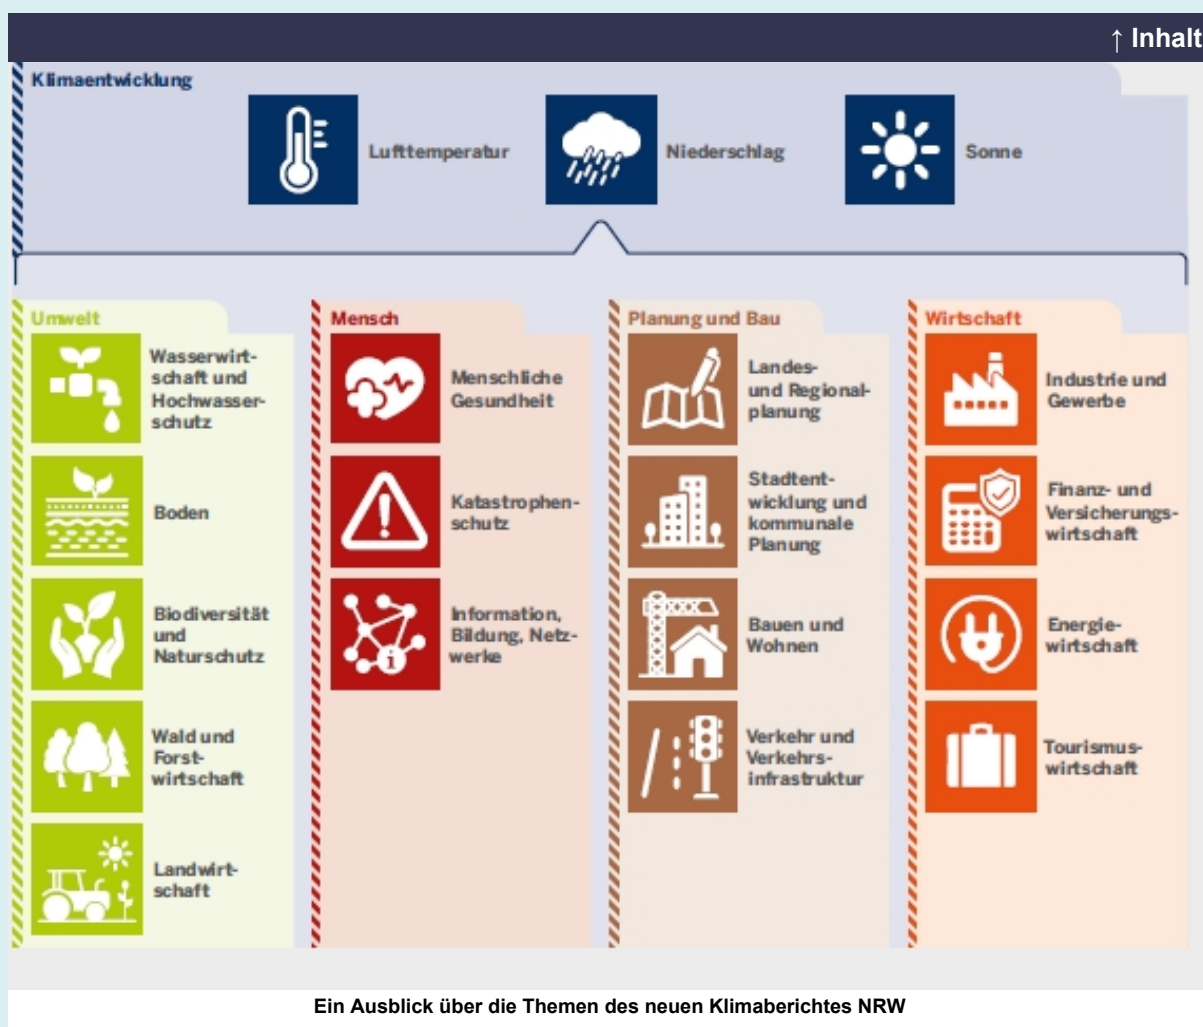 ↑ Inhalt
Klimaentwicklung
Lufttemperatur
Niederschlag
Sonne
Umwelt
Wasserwirt-
schaft und
Hochwasser-
schutz
Boden
Biodiversität
und
Naturschutz
Wald und
Forst-
wirtschaft
Landwirt-
schaft
Mensch
Menschliche
Gesundheit
Katastrophen-
schutz
Information,
Bildung, Netz-
werke
Planung und Bau
Landes-
und Regional-
planung
Stadtent-
wicklung und
kommunale
Planung
Bauen und
Wohnen
Verkehr und
Verkehrs-
infrastruktur
Wirtschaft
Industrie und
Gewerbe
Finanz- und
Versicherungs-
wirtschaft
Energie-
wirtschaft
Tourismus-
wirtschaft
Ein Ausblick über die Themen des neuen Klimaberichtes NRW